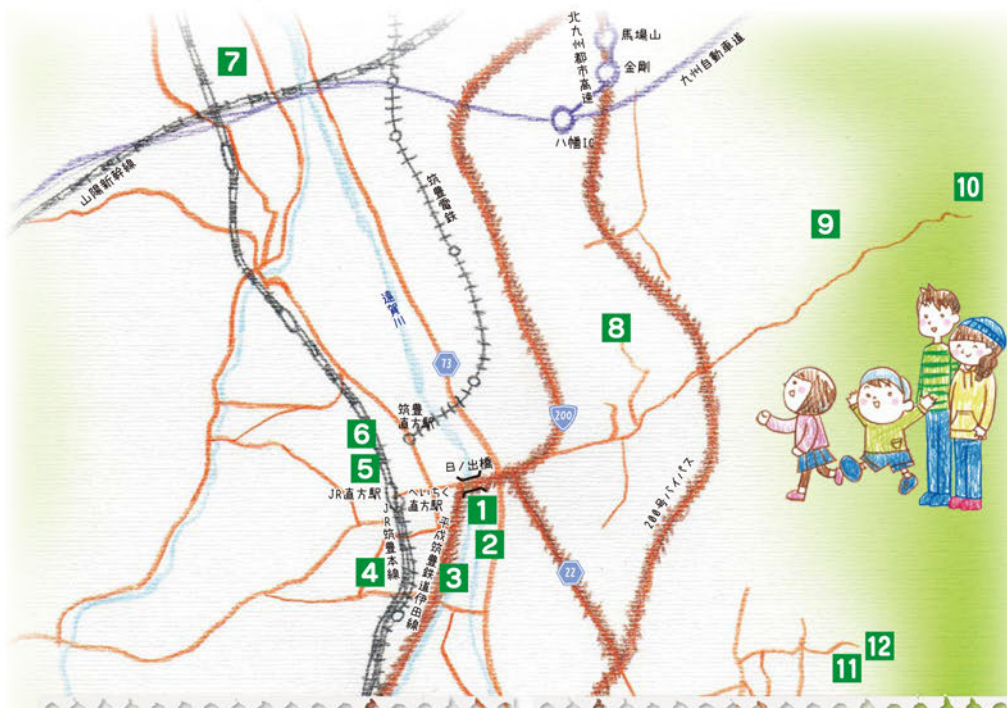 7
北九州都市高速
馬場山
金剛
九州自動車道
八幡IC
山陽新幹線
筑豊電鉄
10
9
遠賀川
8
73
200
筑豊
直方駅
6
5
日ノ出橋
JR直方駅
へいちく
直方駅
1
2
200号バイパス
JR筑豊本線
平成筑豊鉄道伊田線
4
3
22
12
11